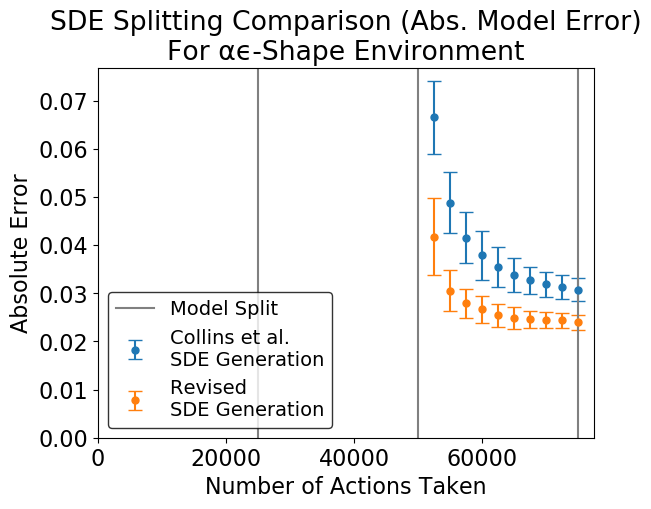 SDE Splitting Comparison (Abs. Model Error)
For αϵ-Shape Environment
Absolute Error
0.07
0.06
0.05
0.04
0.03
0.02
0.01
0.00
Model Split
Collins et al.
SDE Generation
Revised
SDE Generation
0
20000
40000
60000
Number of Actions Taken